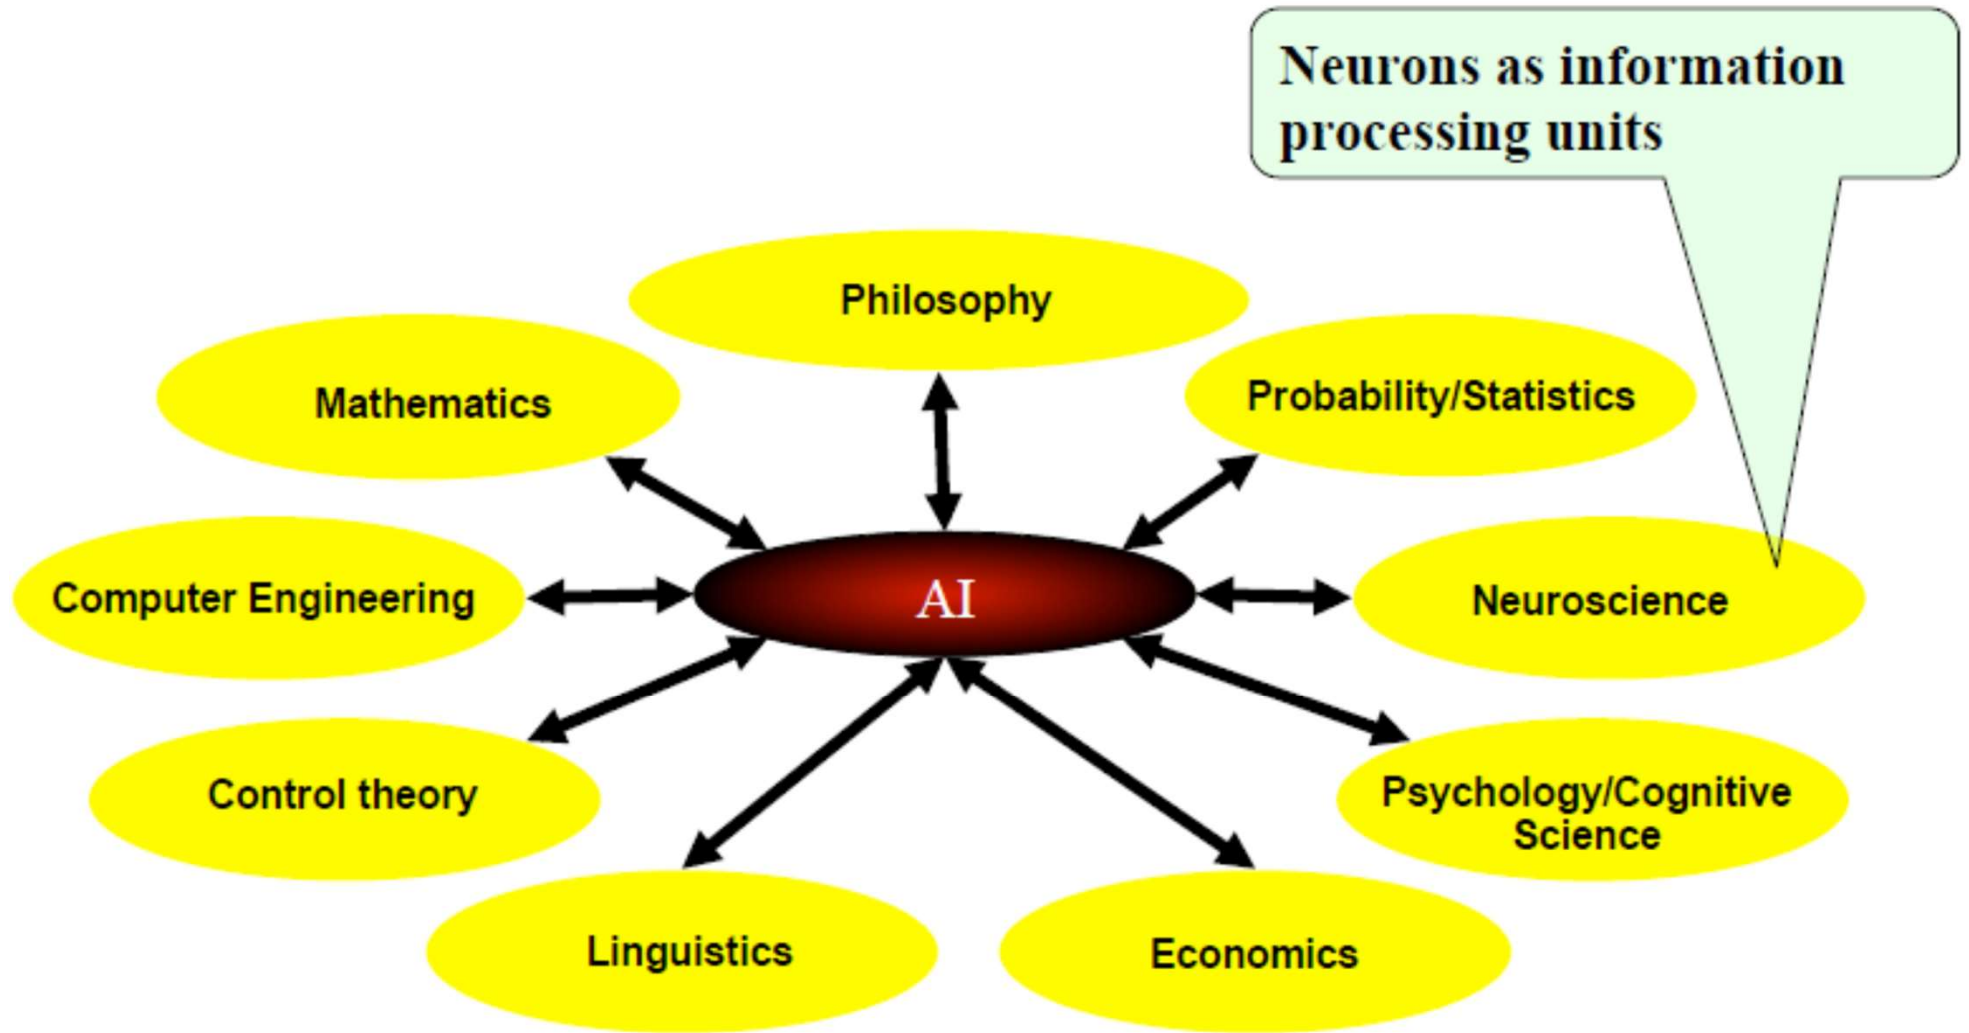 Neurons as information
processing units
Philosophy
Mathematics
Probability/Statistics
Computer Engineering
AI
Neuroscience
Control theory
Psychology/Cognitive
Science
Linguistics
Economics